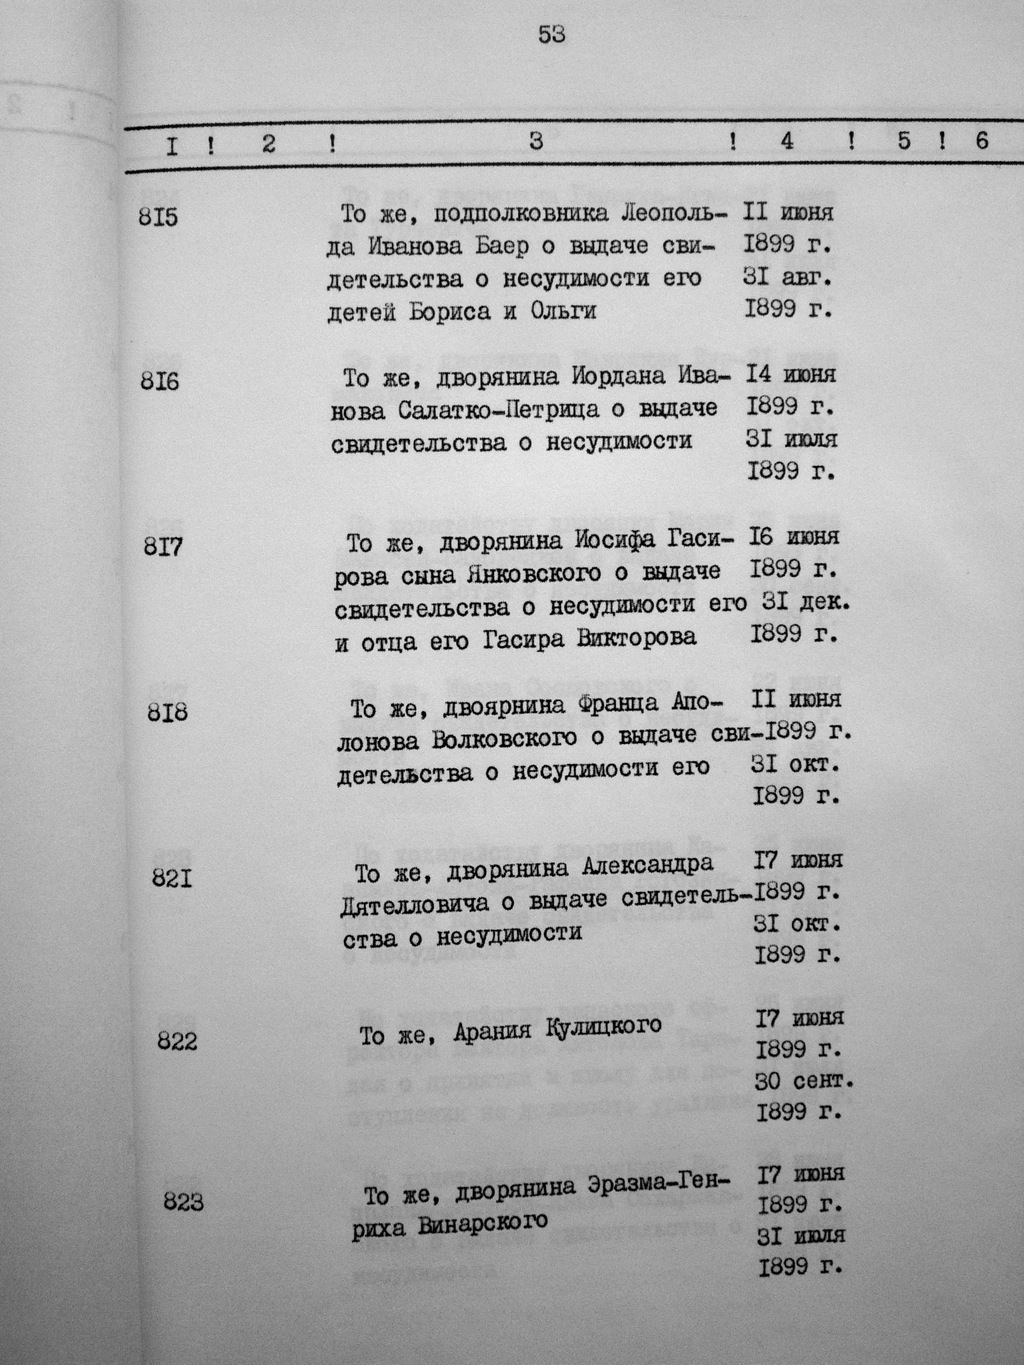 53
I ! 2 ! 3 ! 4 ! 5 ! 6
815 То же, подполковника Леополь- II июня
да Иванова Баер о выдаче сви- I899 г.
детельства о несудимости его 3I авг.
детей Бориса и Ольги I899 г.
816 То же, дворянина Иордана Ива- I4 июня
нова Салатко-Петрица о выдаче I899 г.
свидетельства о несудимости 3I июля
I899 г.
8I7 То же, дворянина Иосифа Гаси- I6 июня
рова сына Янковского о выдаче I899 г.
свидетельства о несудимости его 3I дек.
и отца его Гасира Викторова I899 г.
8I8 То же, двоярнина Франца Апо- II июня
лонова Волковского о выдаче сви-I899 г.
детельства о несудимости его 3I окт.
I899 г.
82I То же, дворянина Александра I7 июня
Дятелловича о выдаче свидетель-I899 г.
ства о несудимости 3I окт.
I899 г.
822 То же, Арания Кулицкого I7 июня
I899 г.
30 сент.
I899 г.
823 То же, дворянина Эразма-Ген- I7 июня
риха Винарского I899 г.
3I июля
I899 г.